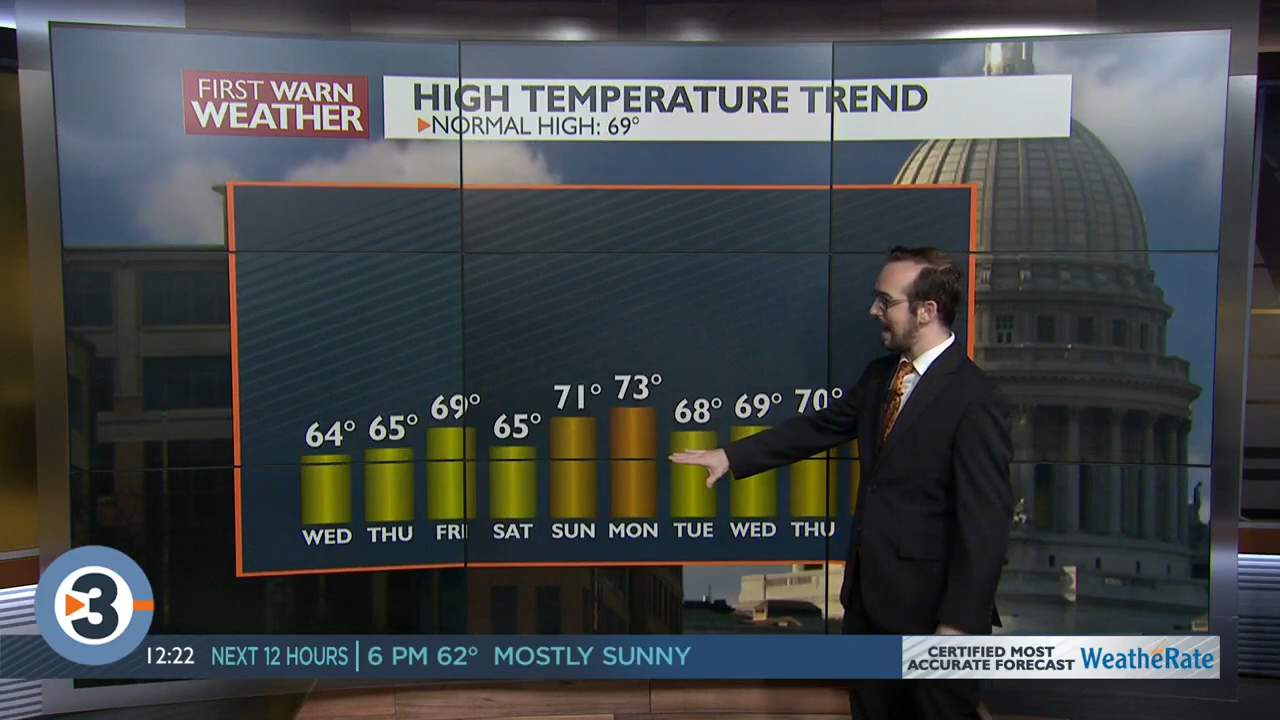 FIRST WARN
WEATHER
HIGH TEMPERATURE TREND
NORMAL HIGH: 69°
64° 65° 69° 65° 71° 73° 68° 69° 70°
WED THU FRI SAT SUN MON TUE WED THU
3
12:22 NEXT 12 HOURS 6 PM 62° MOSTLY SUNNY
CERTIFIED MOST
ACCURATE FORECAST
WeatheRate